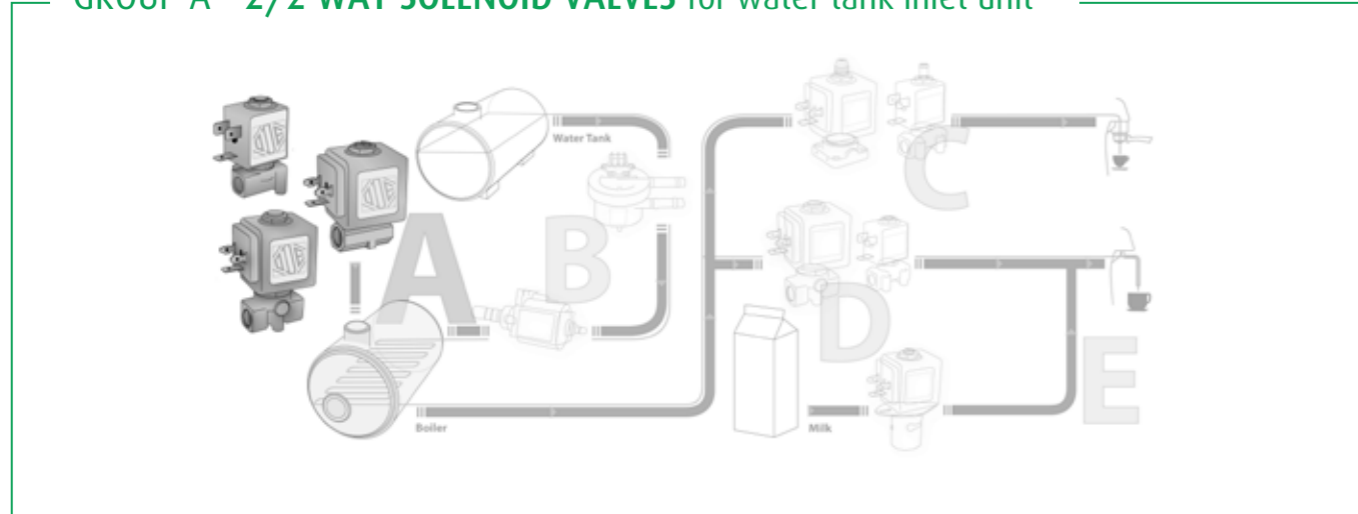 GROUP A - 2/2 WAY SOLENOID VALVES for water tank inlet unit
Water Tank
A
B
C
D
E
Boiler
Milk